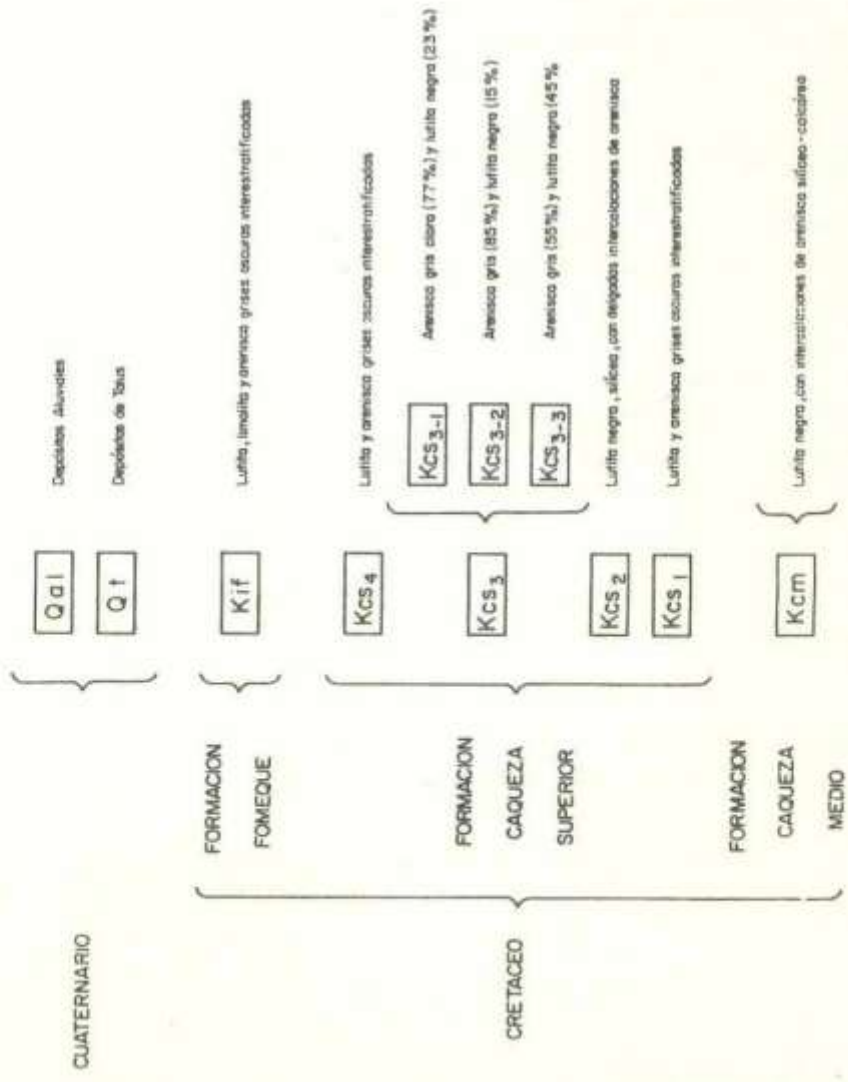 CUATERNARIO
Qal Depósitos Aluviales
Qt Depósitos de Talus
CRETACEO
FORMACION
FOMEQUE
Kif Lutita, limolita y arenisca grises oscuras interestratificadas
FORMACION
CAQUEZA
SUPERIOR
Kcs4 Lutita y arenisca grises oscuras interestratificadas
Kcs3
Kcs3-1 Arenisca gris clara (77%) y lutita negra (23%)
Kcs3-2 Arenisca gris (85%) y lutita negra (15%)
Kcs3-3 Arenisca gris (55%) y lutita negra (45%
Kcs2 Lutita negra, silícea, con delgadas intercalaciones de arenisca
Kcs1 Lutita y arenisca grises oscuras interestratificadas
FORMACION
CAQUEZA
MEDIO
Kcm Lutita negra, con intercalaciones de arenisca silíceo-calcárea